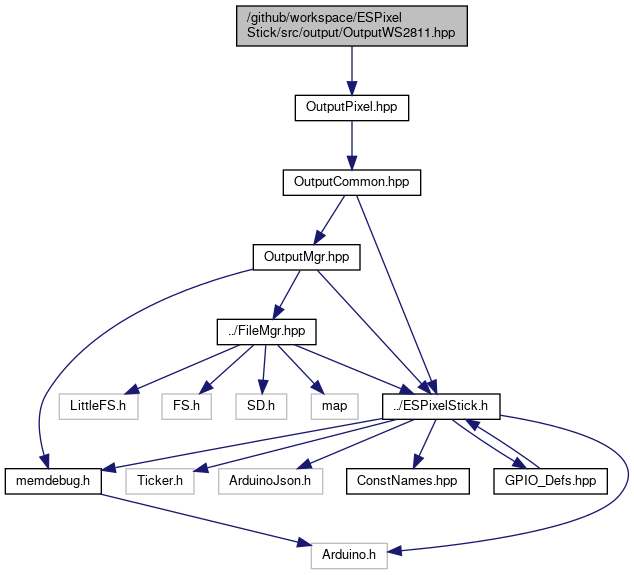 /github/workspace/ESPixel
Stick/src/output/OutputWS2811.hpp
OutputPixel.hpp
OutputCommon.hpp
OutputMgr.hpp
../FileMgr.hpp
LittleFS.h
FS.h
SD.h
map
../ESPixelStick.h
memdebug.h
Ticker.h
ArduinoJson.h
ConstNames.hpp
GPIO_Defs.hpp
Arduino.h